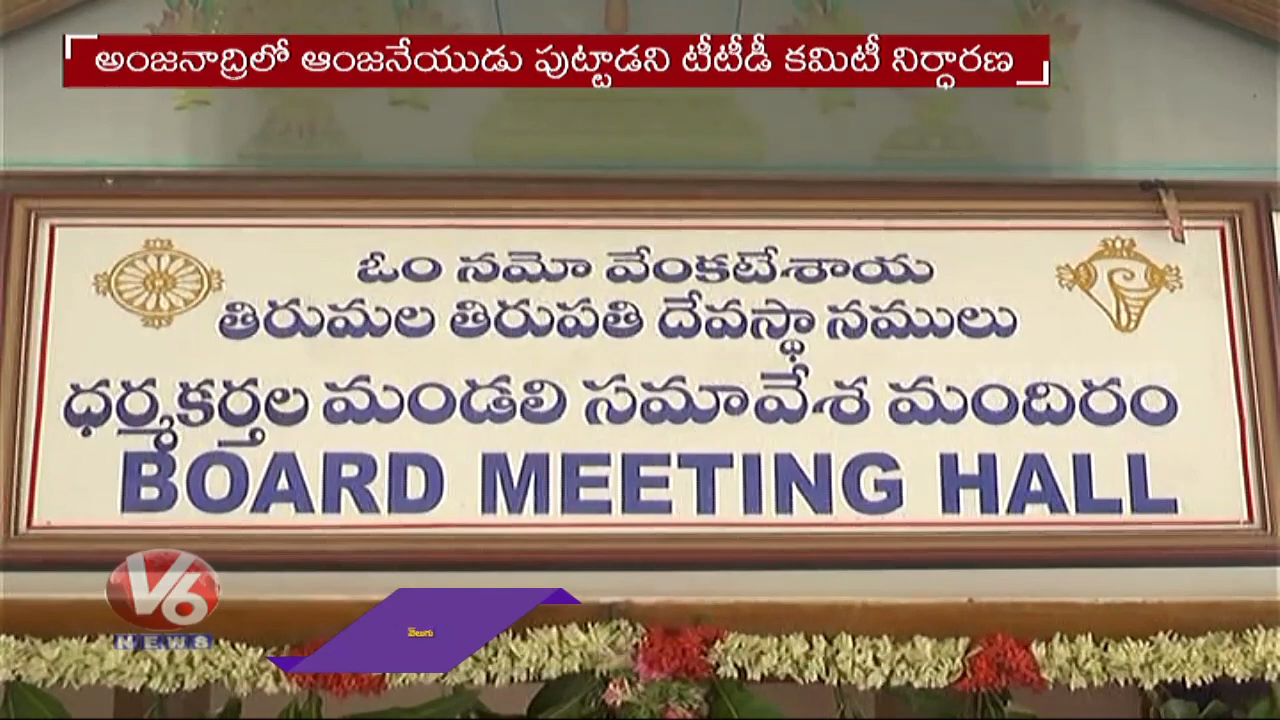 అంజనాద్రిలో ఆంజనేయుడు పుట్టాడని టీటీడీ కమిటీ నిర్ధారణ
ఓం నమో వేంకటేశాయ
తిరుమల తిరుపతి దేవస్థానములు
ధర్మకర్తల మండలి సమావేశ మందిరం
BOARD MEETING HALL
V6
NEWS
వెలుగు